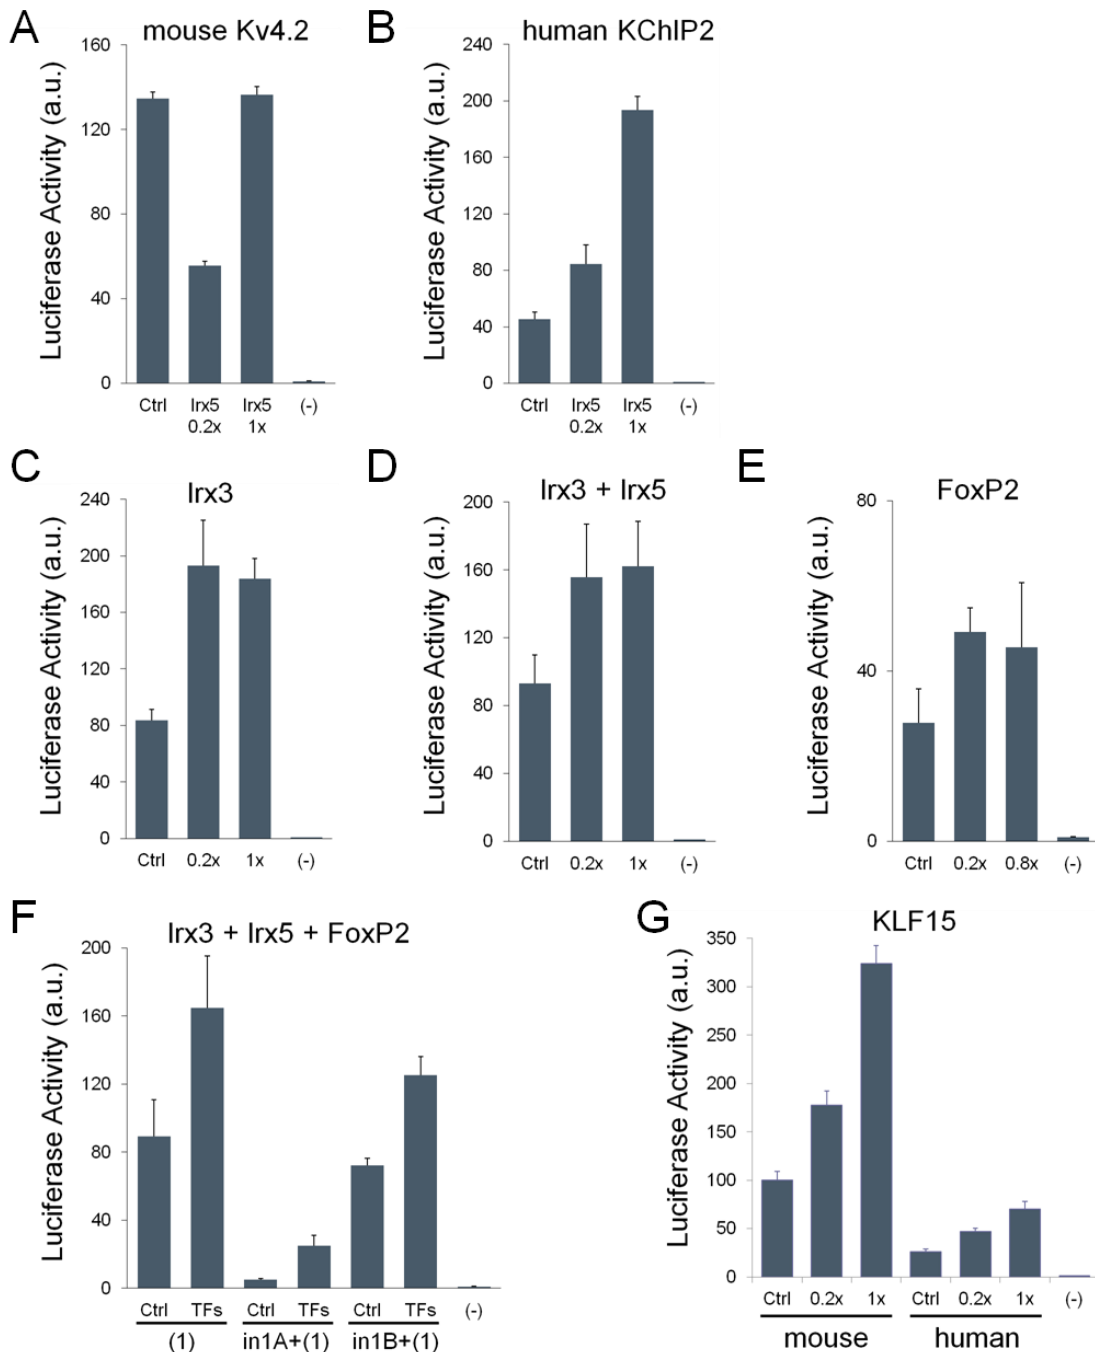 A
mouse Kv4.2
Luciferase Activity (a.u.)
160
120
80
40
0
Ctrl
Irx5
0.2x
Irx5
1x
(-)
B
human KChIP2
Luciferase Activity (a.u.)
240
200
160
120
80
40
0
Ctrl
Irx5
0.2x
Irx5
1x
(-)
C
Irx3
Luciferase Activity (a.u.)
240
200
160
120
80
40
0
Ctrl
0.2x
1x
(-)
D
Irx3 + Irx5
Luciferase Activity (a.u.)
200
160
120
80
40
0
Ctrl
0.2x
1x
(-)
E
FoxP2
Luciferase Activity (a.u.)
80
40
0
Ctrl
0.2x
0.8x
(-)
F
Irx3 + Irx5 + FoxP2
Luciferase Activity (a.u.)
200
160
120
80
40
0
Ctrl TFs Ctrl TFs Ctrl TFs (-)
(1) in1A+(1) in1B+(1)
G
KLF15
Luciferase Activity (a.u.)
350
300
250
200
150
100
50
0
Ctrl 0.2x 1x Ctrl 0.2x 1x (-)
mouse human